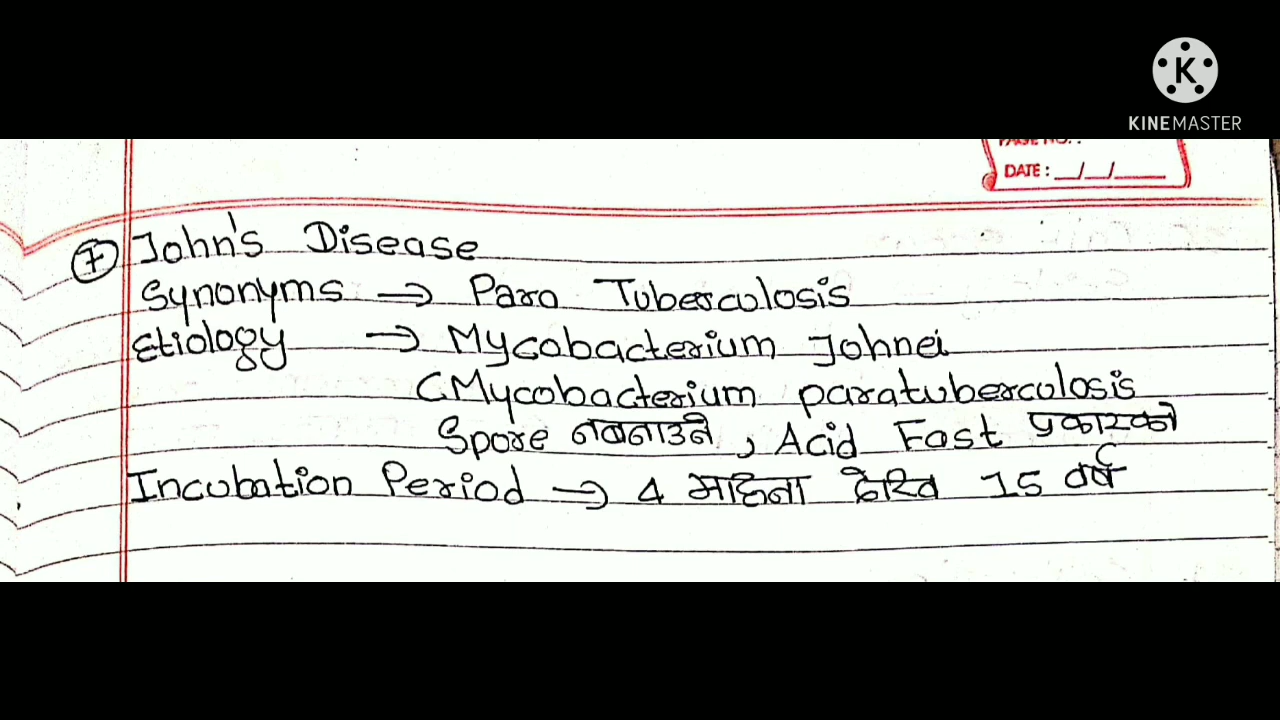 KINEMASTER
DATE : __/__/____
7 John's Disease
Synonyms → Para Tuberculosis
Etiology → Mycobacterium Johnei
(Mycobacterium paratuberculosis
Spore नबनाउने , Acid Fast प्रकारको
Incubation Period → 4 महिना देखि 15 वर्ष